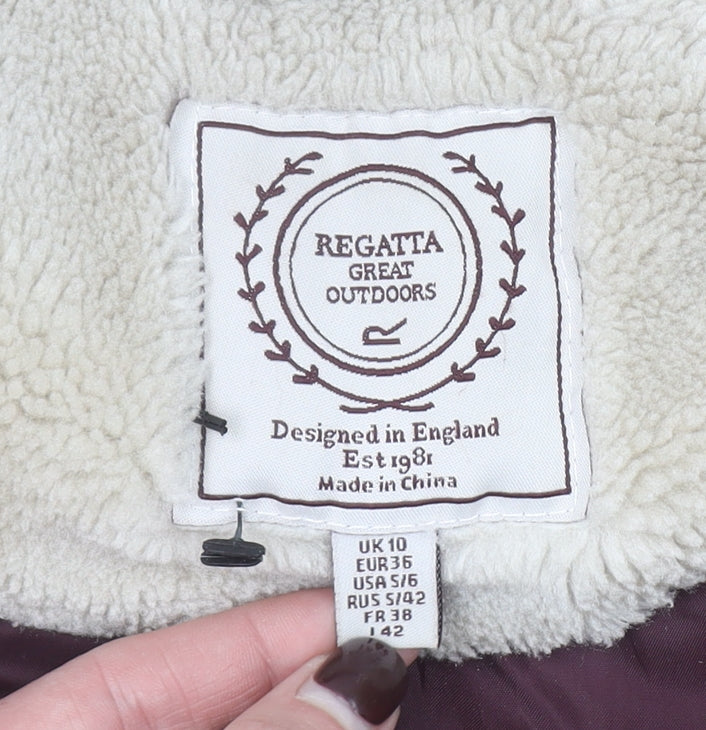 REGATTA
GREAT
OUTDOORS
R
Designed in England
Est 1981
Made in China
UK 10
EUR 36
USA S/6
RUS S/42
FR 38
I 42